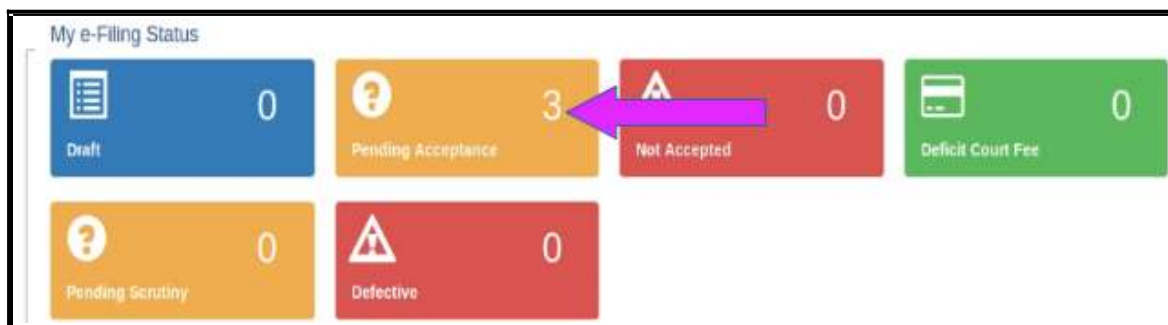 My e-Filing Status
0
Draft
3
Pending Acceptance
0
Not Accepted
0
Deficit Court Fee
0
Pending Scrutiny
0
Defective